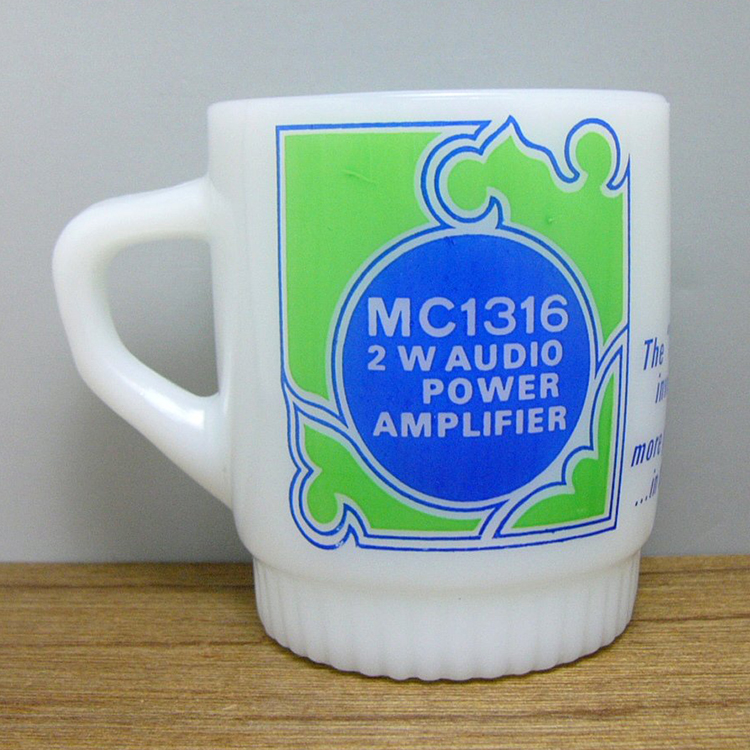 MC1316
2 W AUDIO
POWER
AMPLIFIER
The
more